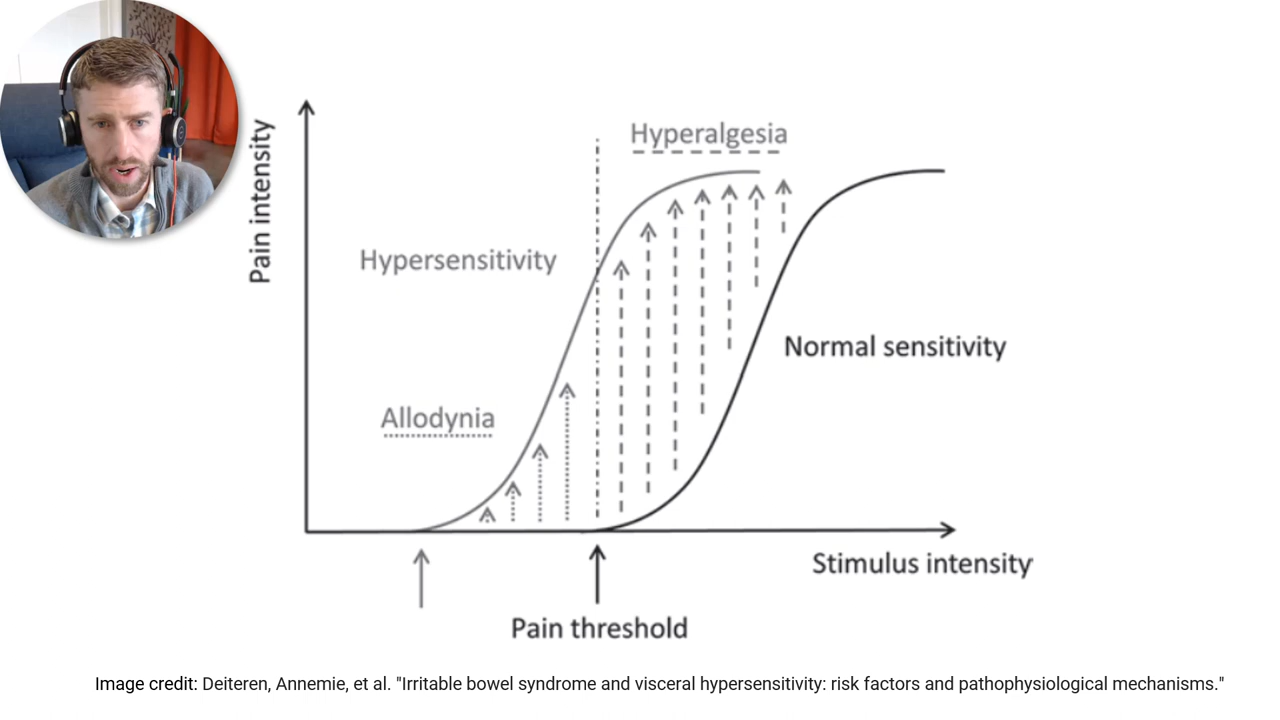 Pain intensity
Hyperalgesia
Hypersensitivity
Normal sensitivity
Allodynia
Stimulus intensity
Pain threshold
Image credit: Deiteren, Annemie, et al. "Irritable bowel syndrome and visceral hypersensitivity: risk factors and pathophysiological mechanisms."